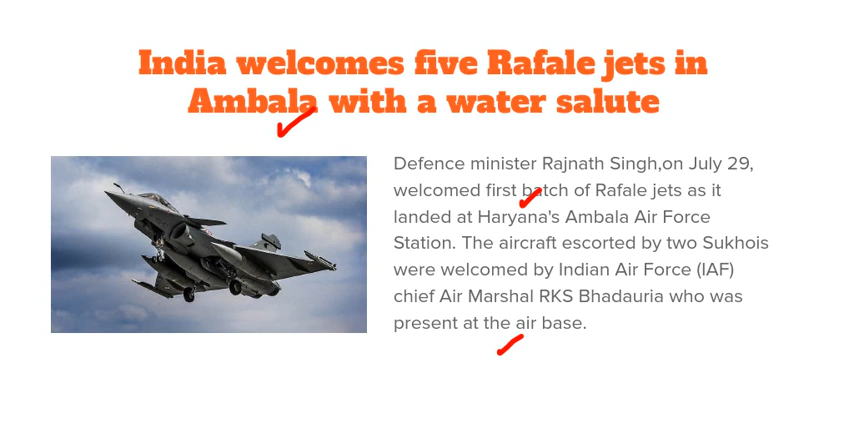 India welcomes five Rafale jets in
Ambala with a water salute
Defence minister Rajnath Singh,on July 29,
welcomed first batch of Rafale jets as it
landed at Haryana's Ambala Air Force
Station. The aircraft escorted by two Sukhois
were welcomed by Indian Air Force (IAF)
chief Air Marshal RKS Bhadauria who was
present at the air base.